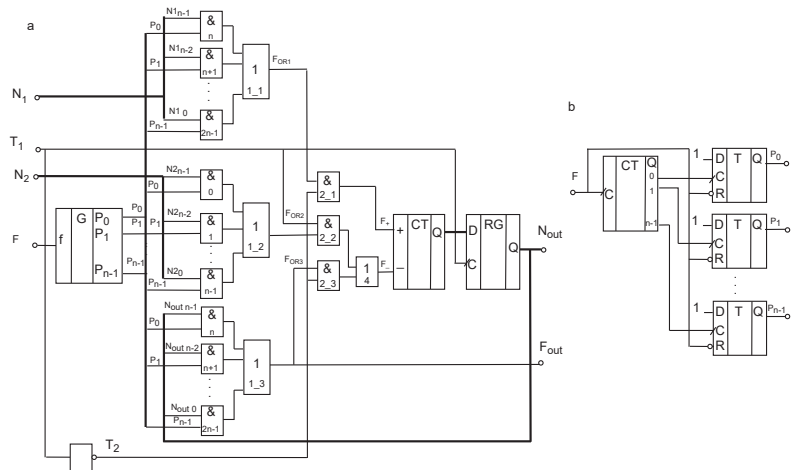 a
N1n-1
P0
&
n
N1n-2
P1
&
n+1
N1 0
Pn-1
&
2n-1
1
1_1
FOR1
N1
T1
N2
N2n-1
P0
&
0
N2n-2
P1
&
1
N20
Pn-1
&
n-1
1
1_2
FOR2
FOR3
F
f
G
P0
P1
Pn-1
P0
P1
Pn-1
&
2_1
&
2_2
&
2_3
1
4
F+
F−
+
−
CT
Q
D
C
RG
Q
Nout
Fout
Nout n-1
P0
&
n
Nout n-2
P1
&
n+1
Nout 0
Pn-1
&
2n-1
1
1_3
T2
b
F
C
CT
Q
0
1
n-1
1
D
C
R
T
Q
P0
1
D
C
R
T
Q
P1
1
D
C
R
T
Q
Pn-1